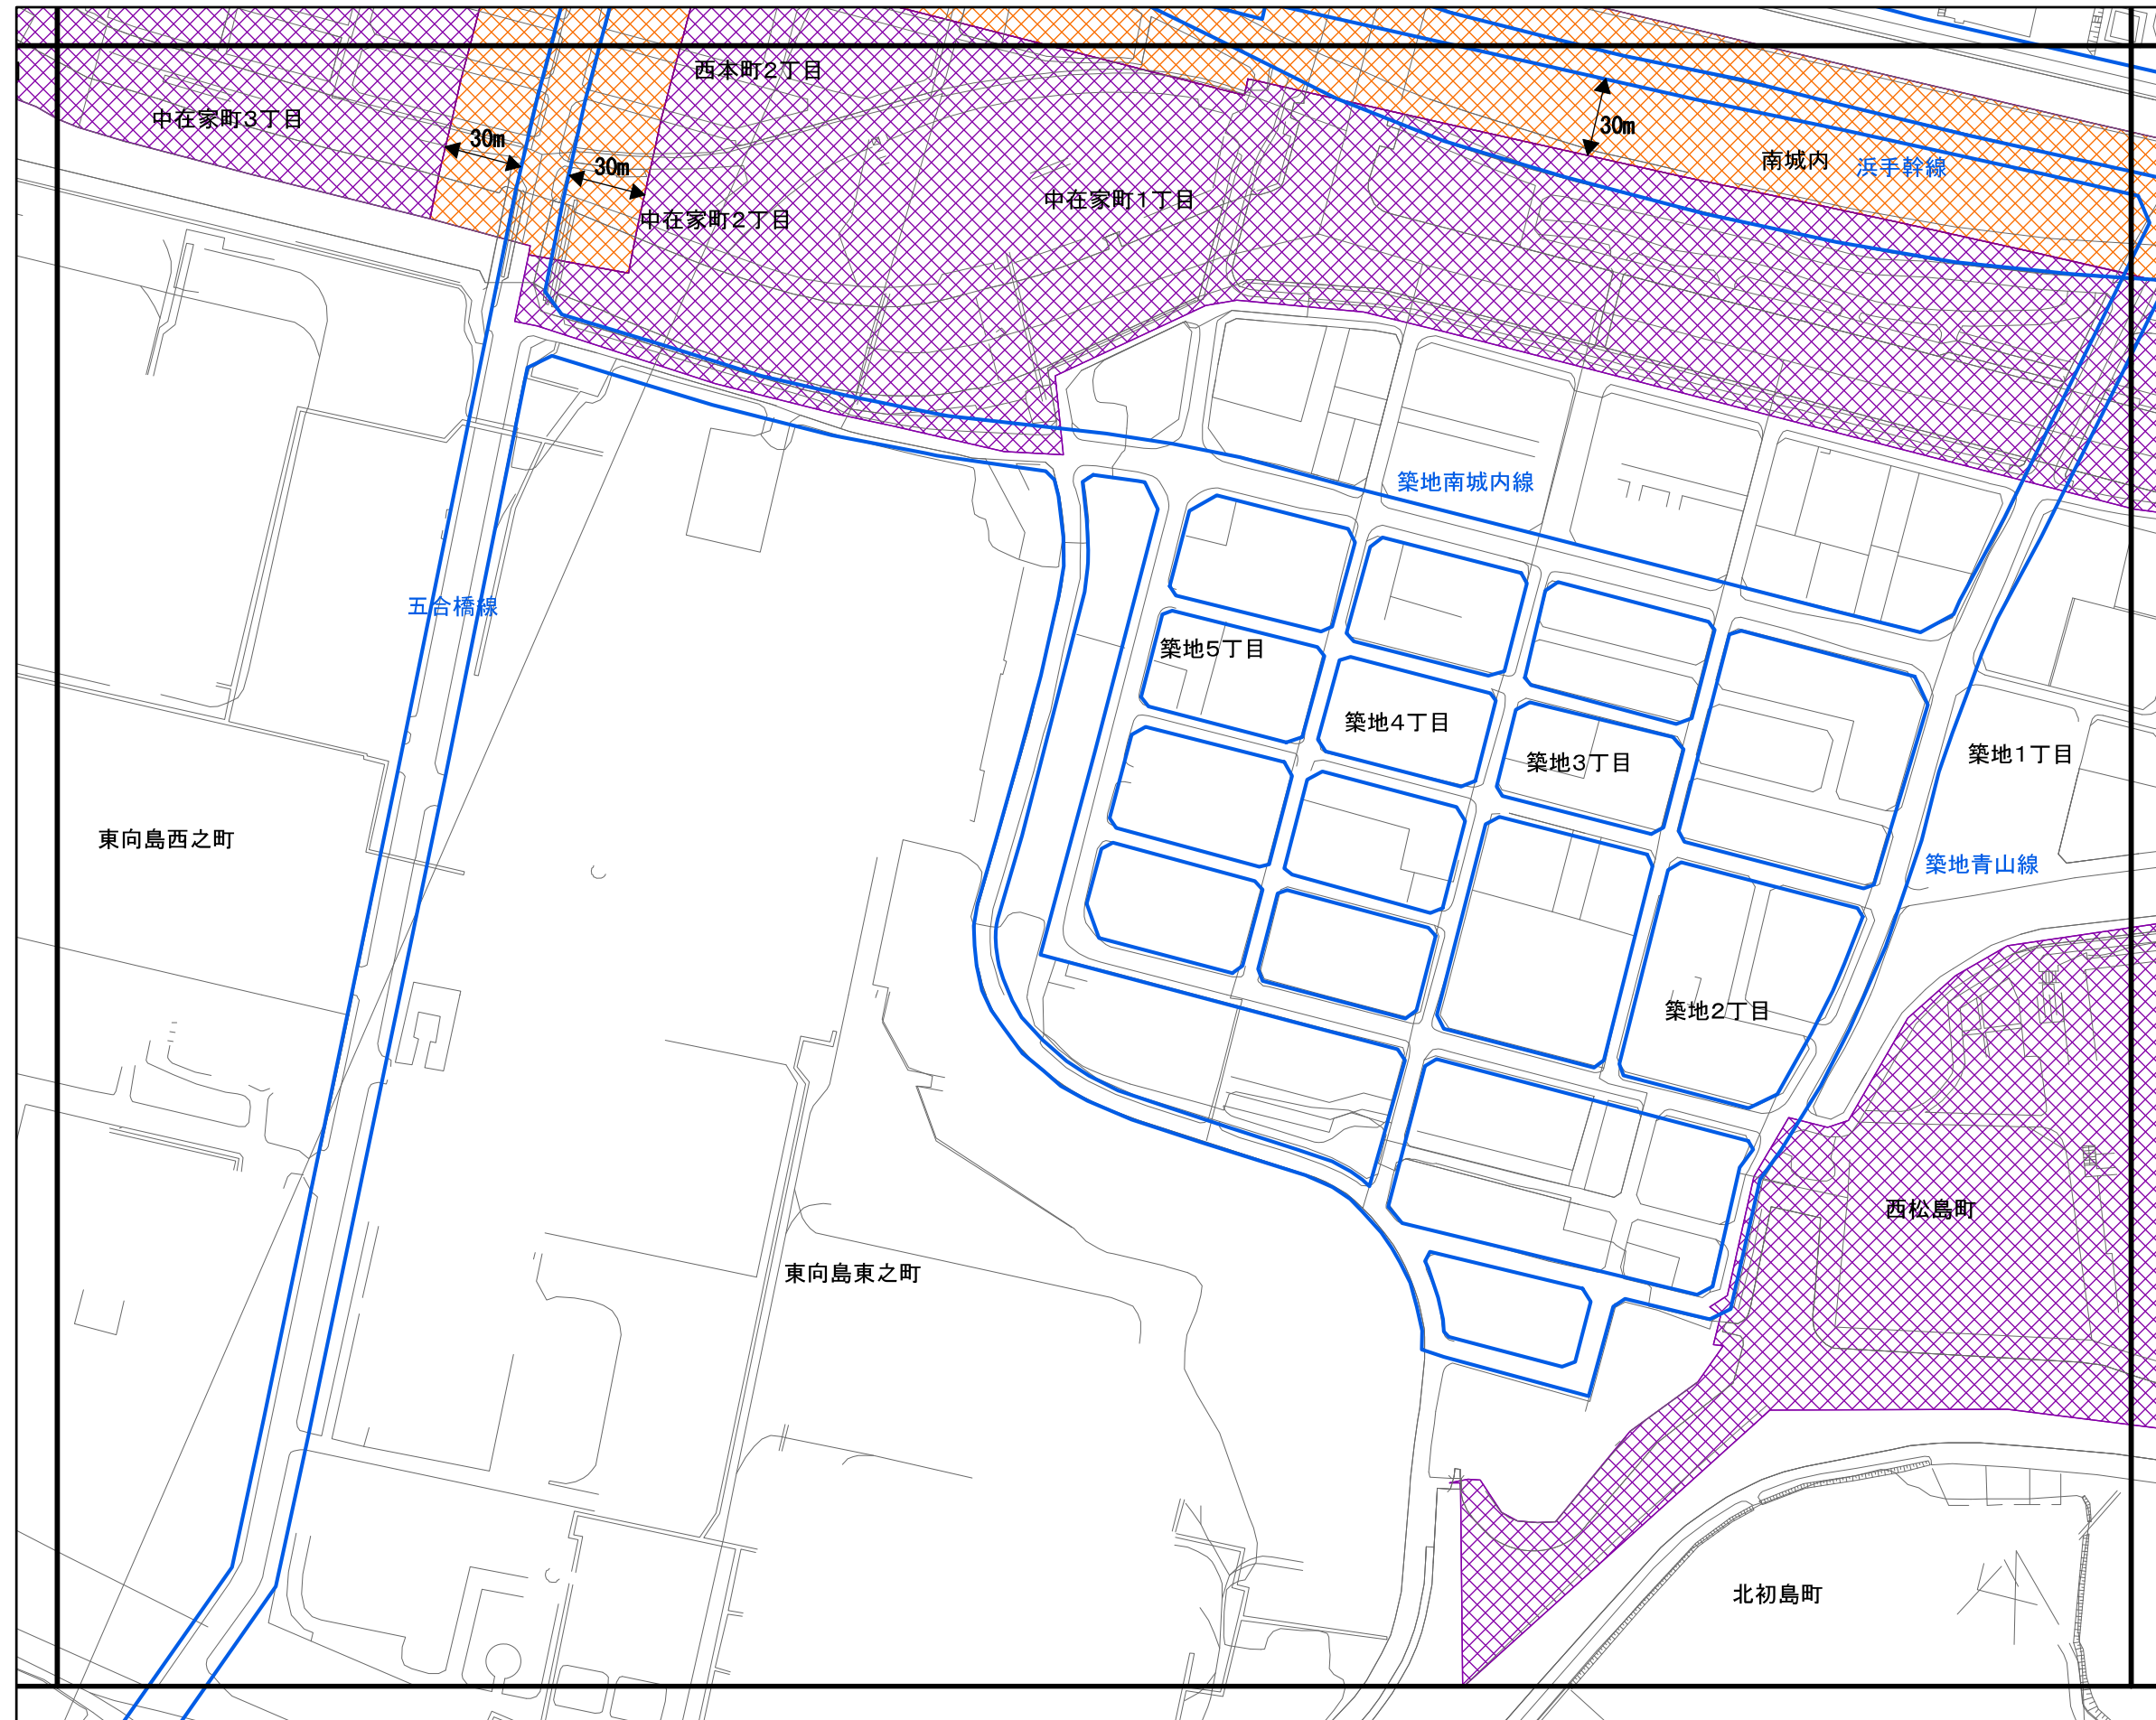 西本町2丁目
中在家町3丁目
30m
30m
30m
南城内
浜手幹線
中在家町2丁目
中在家町1丁目
築地南城内線
五合橋線
築地5丁目
築地4丁目
築地3丁目
築地1丁目
東向島西之町
築地青山線
築地2丁目
西松島町
東向島東之町
北初島町